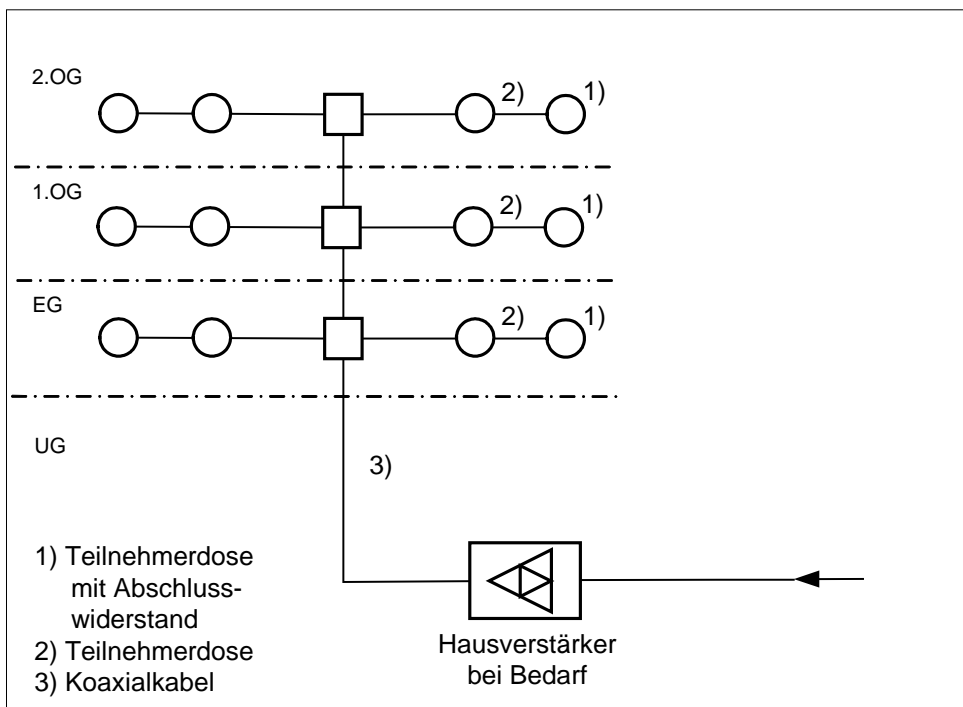 2.OG
2)
1)
1.OG
2)
1)
EG
2)
1)
UG
3)
1) Teilnehmerdose
mit Abschluss-
widerstand
2) Teilnehmerdose
3) Koaxialkabel
Hausverstärker
bei Bedarf